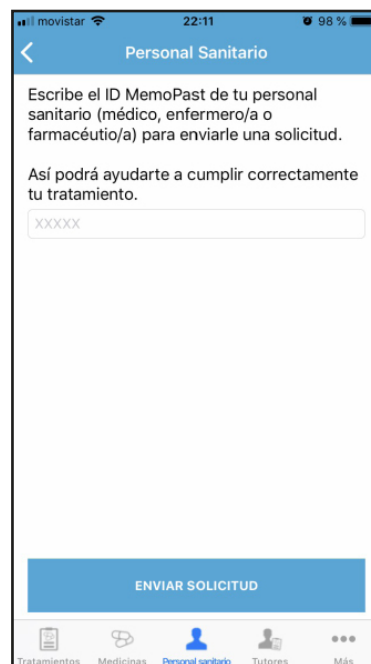 movistar 22:11 98 %
Personal Sanitario
Escribe el ID MemoPast de tu personal
sanitario (médico, enfermero/a o
farmacéutio/a) para enviarle una solicitud.
Así podrá ayudarte a cumplir correctamente
tu tratamiento.
XXXXX
ENVIAR SOLICITUD
Tratamientos Medicinas Personal sanitario Tutores Más